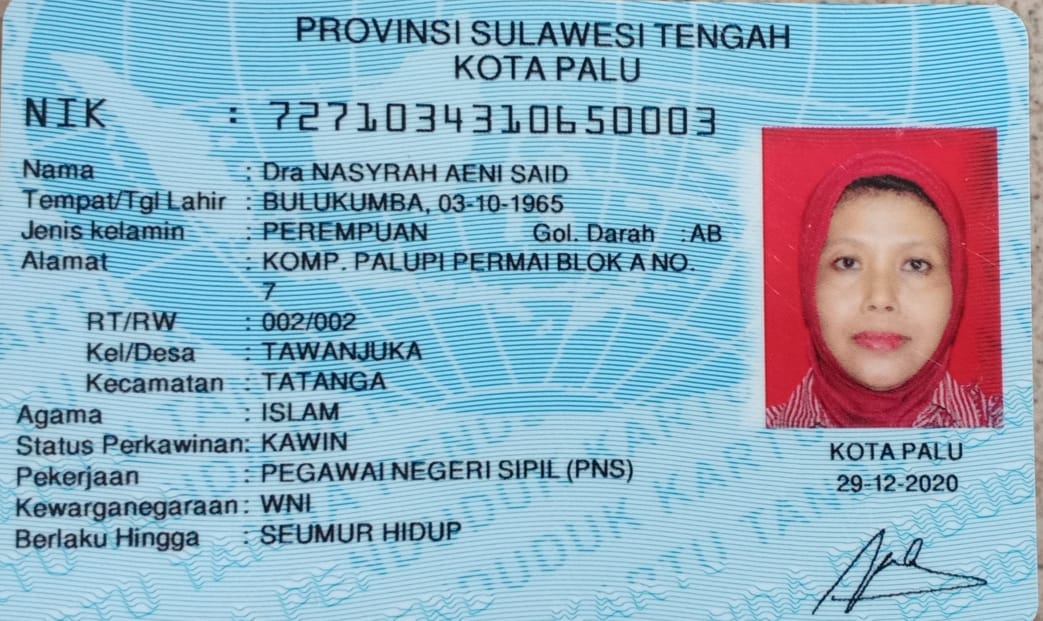 PROVINSI SULAWESI TENGAH
KOTA PALU
NIK : 7271034310650003
Nama : Dra NASYRAH AENI SAID
Tempat/Tgl Lahir : BULUKUMBA, 03-10-1965
Jenis kelamin : PEREMPUAN Gol. Darah : AB
Alamat : KOMP. PALUPI PERMAI BLOK A NO.
7
RT/RW : 002/002
Kel/Desa : TAWANJUKA
Kecamatan : TATANGA
Agama : ISLAM
Status Perkawinan: KAWIN
Pekerjaan : PEGAWAI NEGERI SIPIL (PNS)
Kewarganegaraan: WNI
Berlaku Hingga : SEUMUR HIDUP
KOTA PALU
29-12-2020